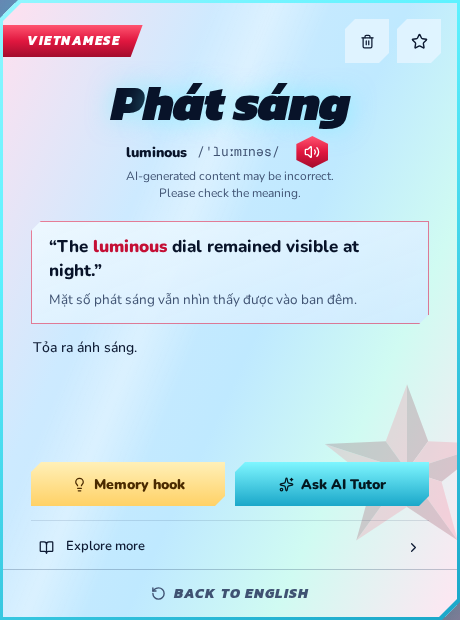 VIETNAMESE
Phát sáng
luminous /ˈluːmɪnəs/
AI-generated content may be incorrect.
Please check the meaning.
“The luminous dial remained visible at
night.”
Mặt số phát sáng vẫn nhìn thấy được vào ban đêm.
Tỏa ra ánh sáng.
Memory hook
Ask AI Tutor
Explore more
BACK TO ENGLISH